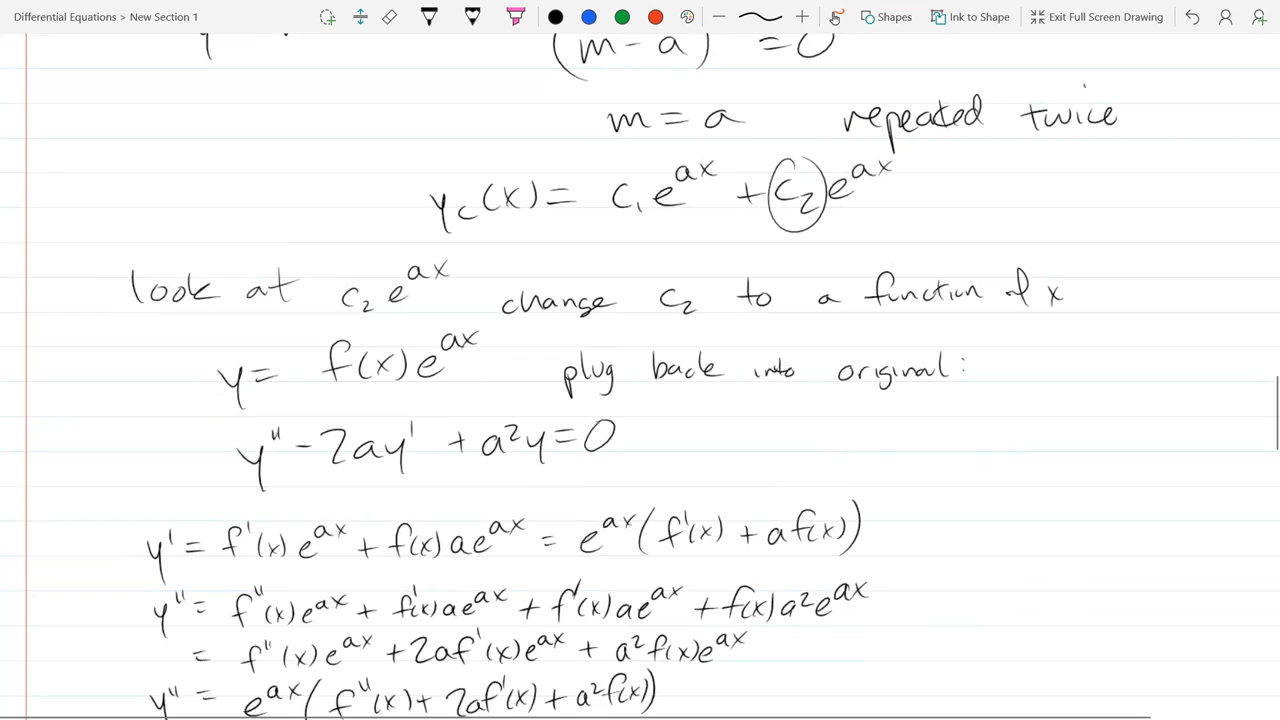 Differential Equations > New Section 1 Shapes Ink to Shape Exit Full Screen Drawing
(m-a) =0
m=a repeated twice
y_c(x)= c₁e^{ax} + c₂e^{ax}
look at c₂e^{ax} change c₂ to a function of x
y= f(x)e^{ax} plug back into original:
y''-2ay'+a²y=0
y'= f'(x)e^{ax} + f(x)ae^{ax} = e^{ax}(f'(x)+af(x))
y''= f''(x)e^{ax} + f'(x)ae^{ax} + f'(x)ae^{ax} + f(x)a²e^{ax}
= f''(x)e^{ax} + 2af'(x)e^{ax} + a²f(x)e^{ax}
y''= e^{ax}(f''(x)+2af'(x)+a²f(x))